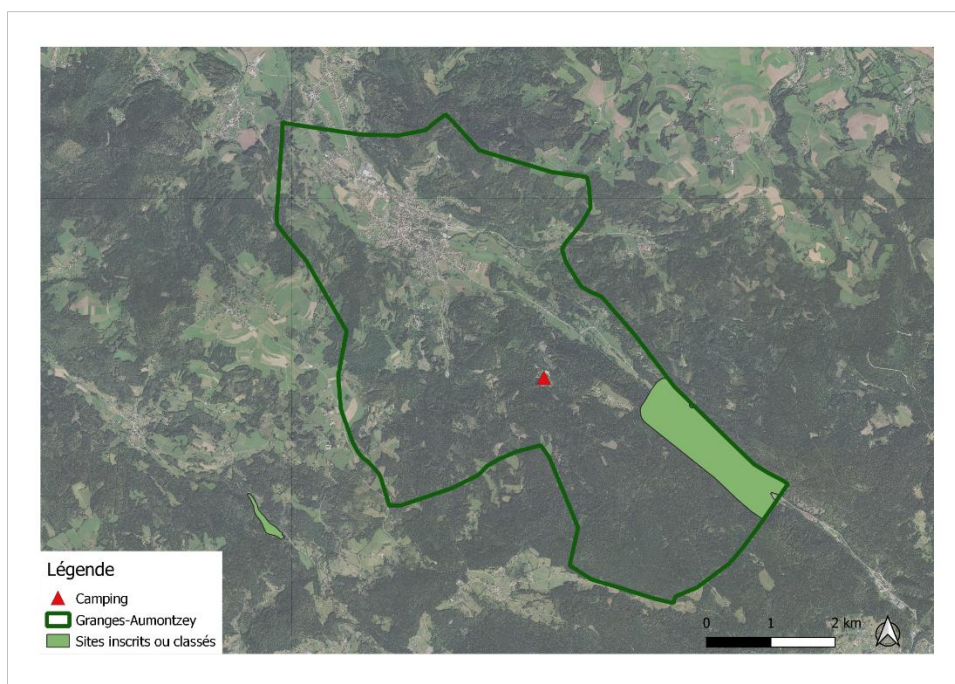 Légende
Camping
Granges-Aumontzey
Sites inscrits ou classés
0 1 2 km